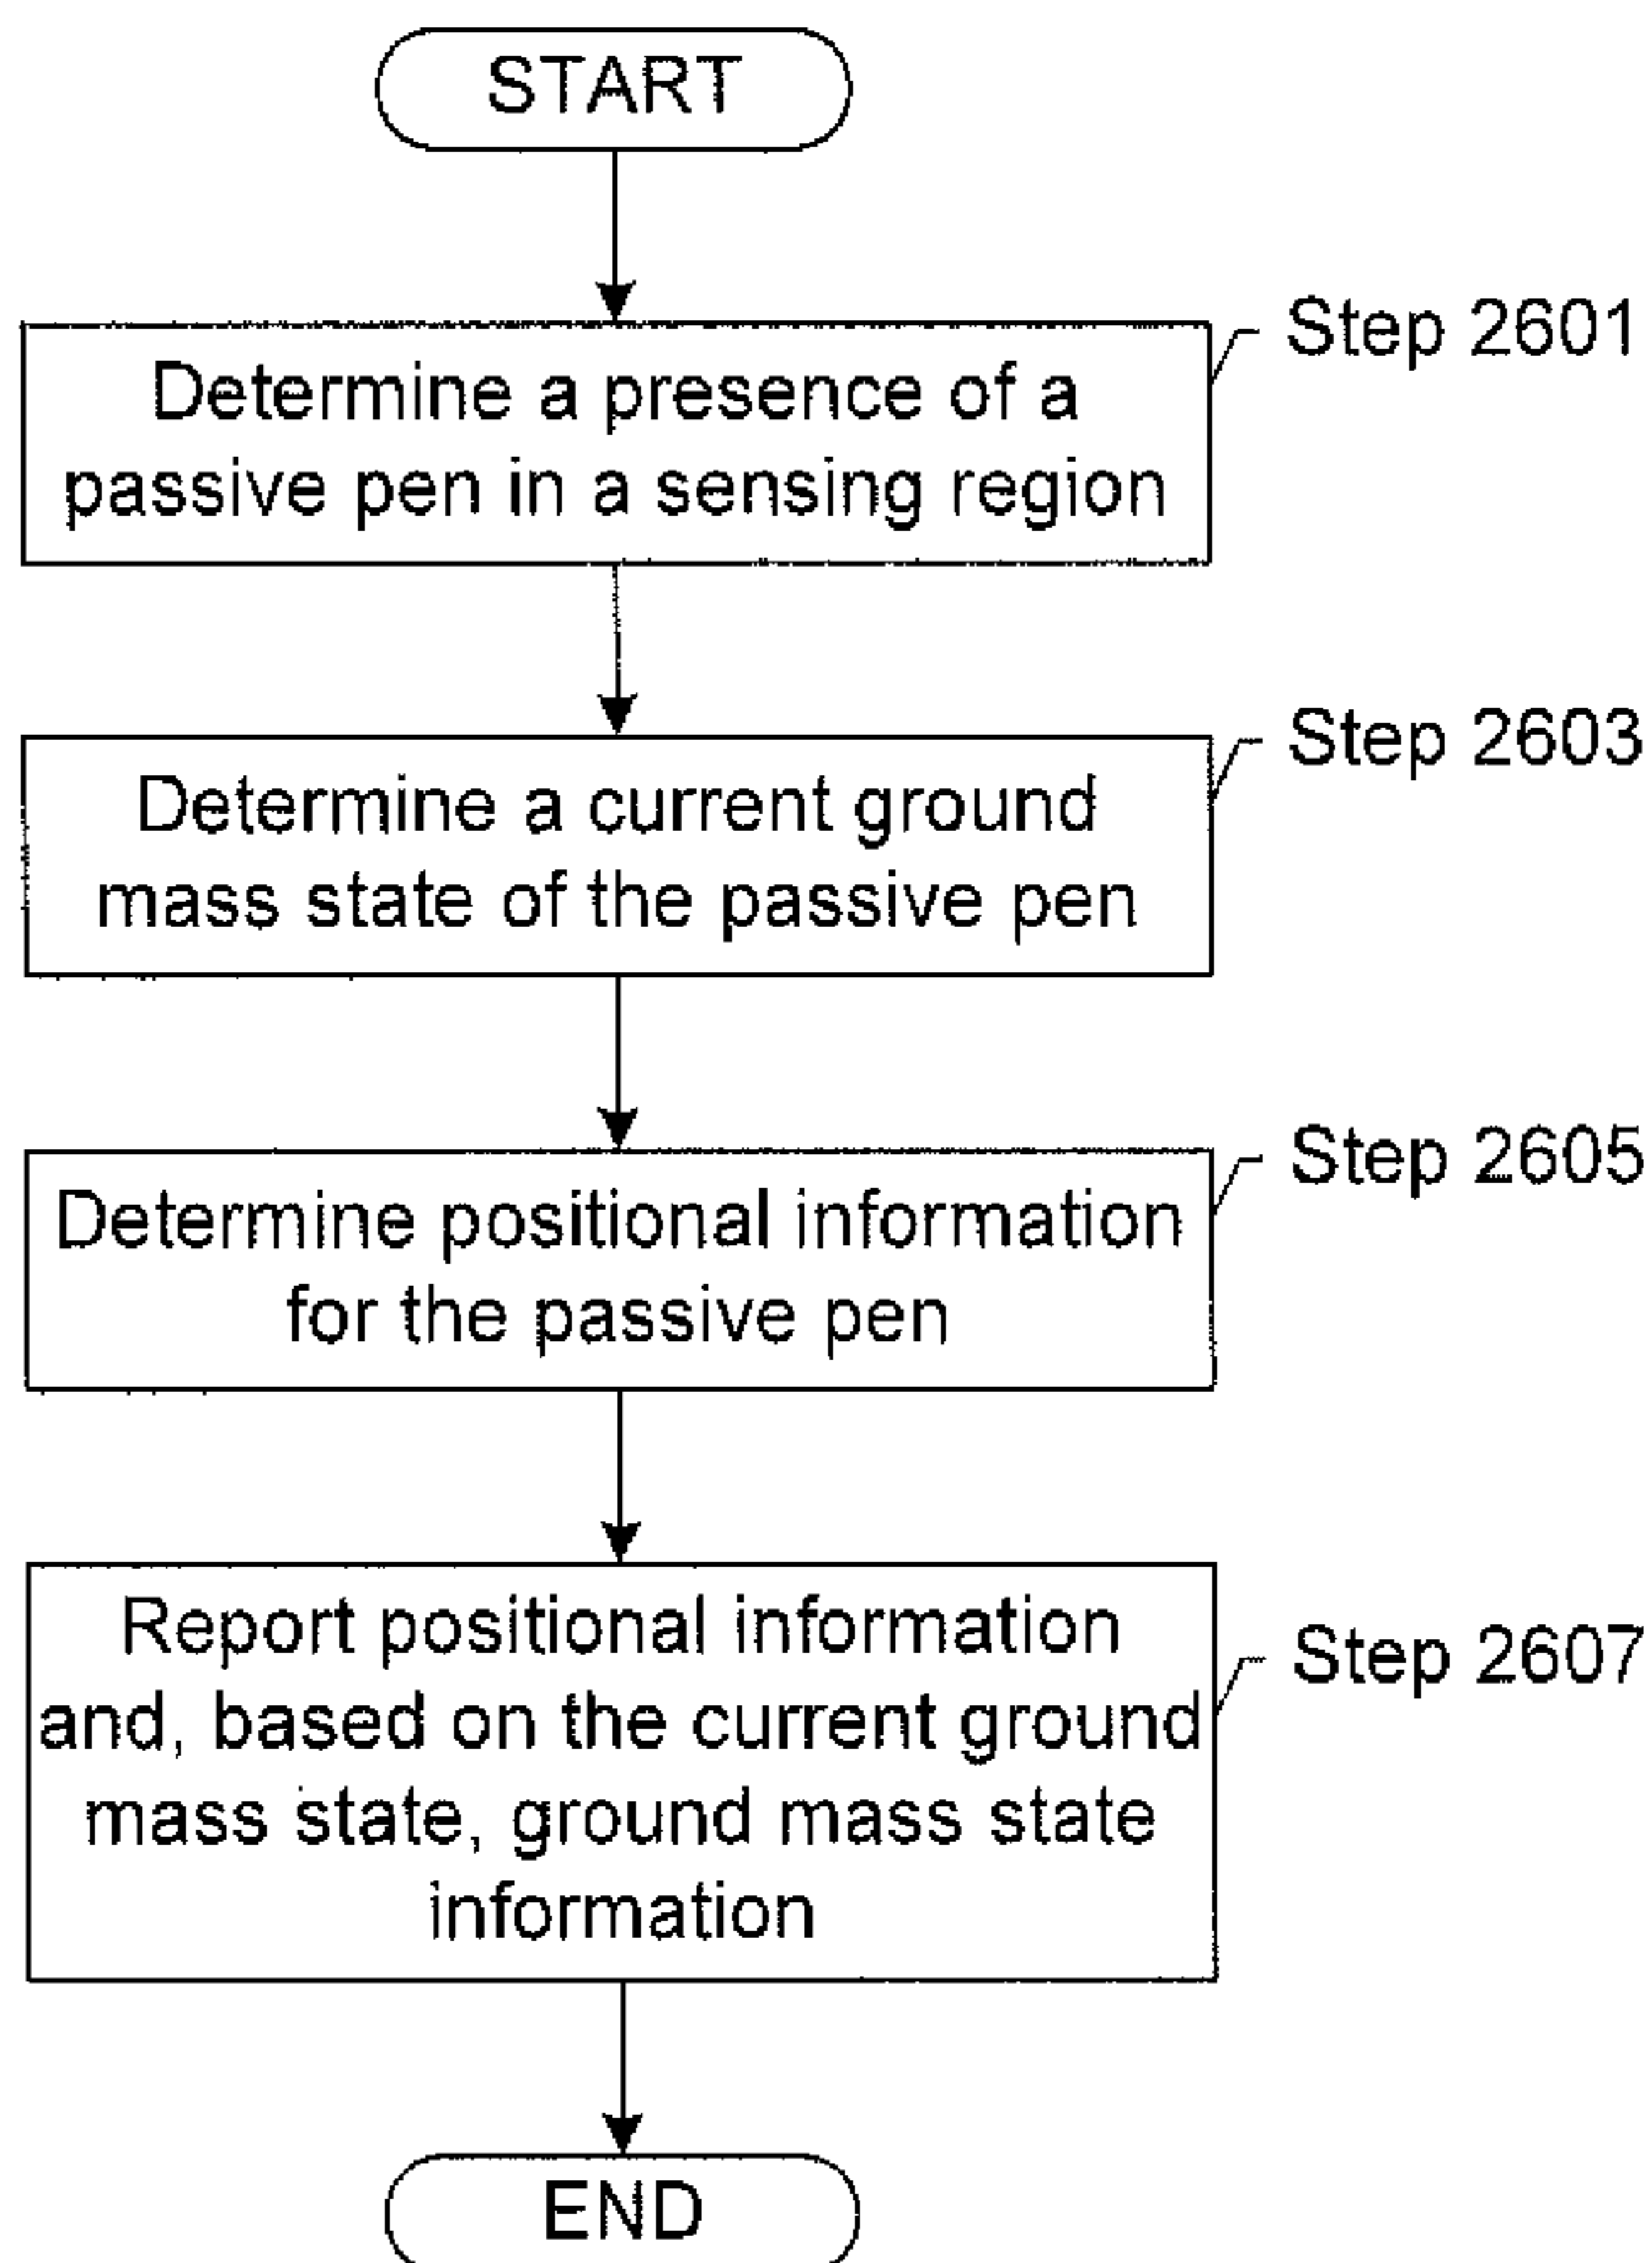 START
Step 2601
Determine a presence of a
passive pen in a sensing region
Step 2603
Determine a current ground
mass state of the passive pen
Step 2605
Determine positional information
for the passive pen
Step 2607
Report positional information
and, based on the current ground
mass state, ground mass state
information
END